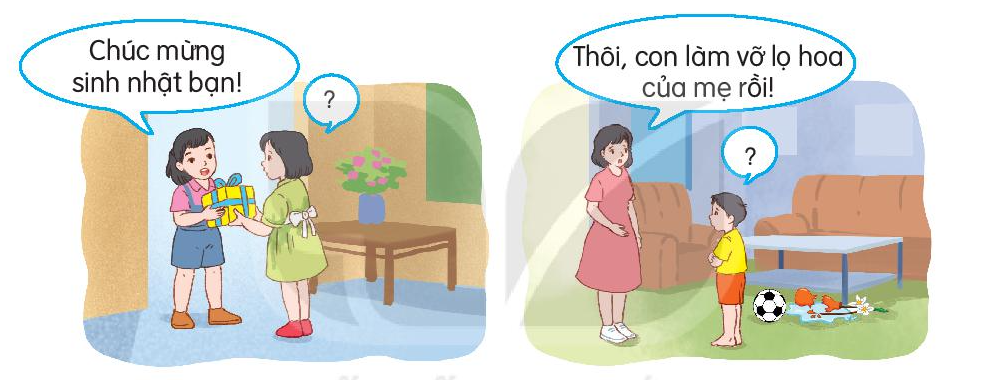 Chúc mừng
sinh nhật bạn!
?
Thôi, con làm vỡ lọ hoa
của mẹ rồi!
?